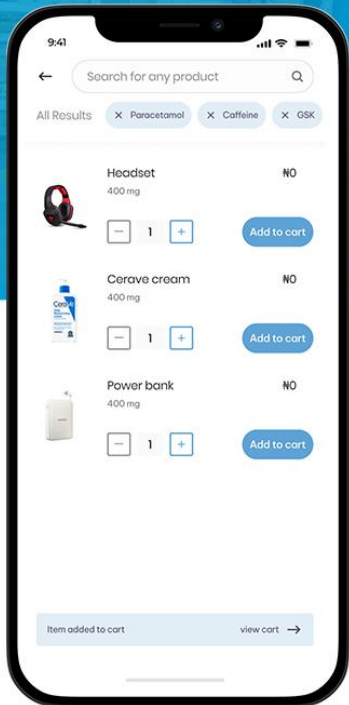 9:41
Search for any product
All Results × Paracetamol × Caffeine × GSK
Headset ₦0
400 mg
− 1 +
Add to cart
Cerave cream ₦0
400 mg
CeraVe
− 1 +
Add to cart
Power bank ₦0
400 mg
− 1 +
Add to cart
Item added to cart view cart →